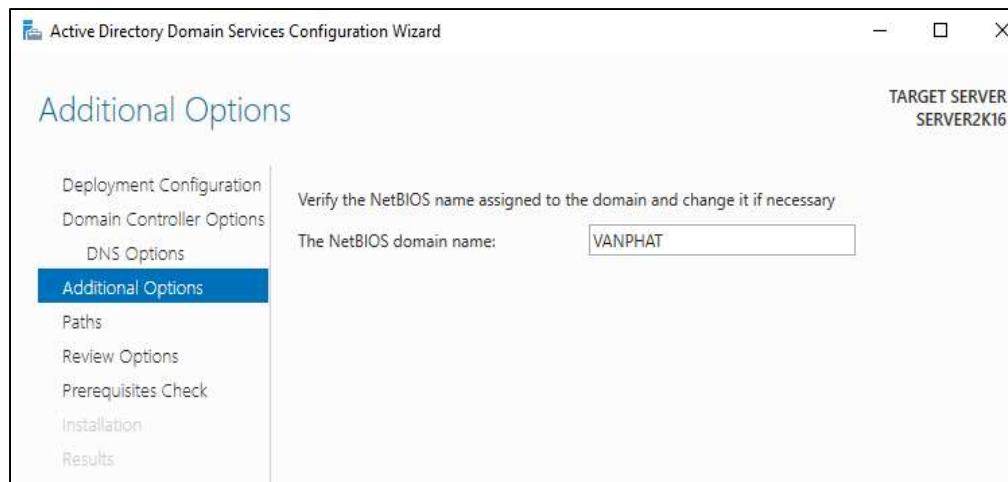 Active Directory Domain Services Configuration Wizard
Additional Options
TARGET SERVER
SERVER2K16
Deployment Configuration
Domain Controller Options
DNS Options
Additional Options
Paths
Review Options
Prerequisites Check
Installation
Results
Verify the NetBIOS name assigned to the domain and change it if necessary
The NetBIOS domain name: VANPHAT